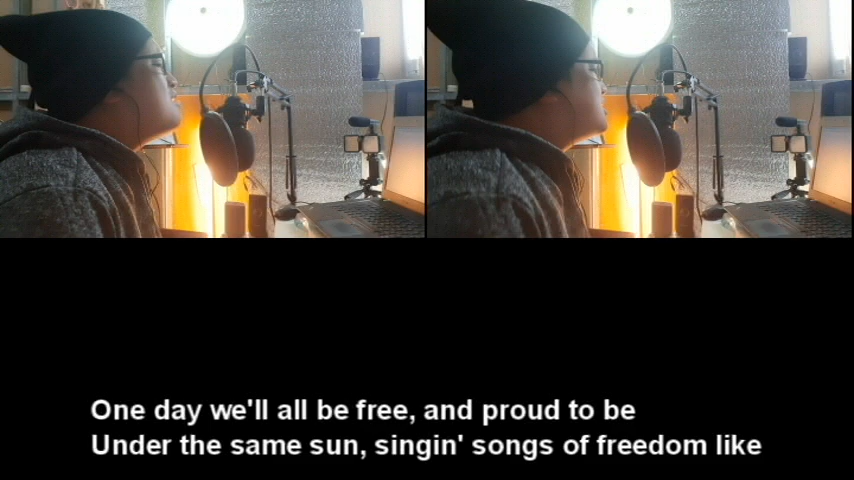 One day we'll all be free, and proud to be
Under the same sun, singin' songs of freedom like